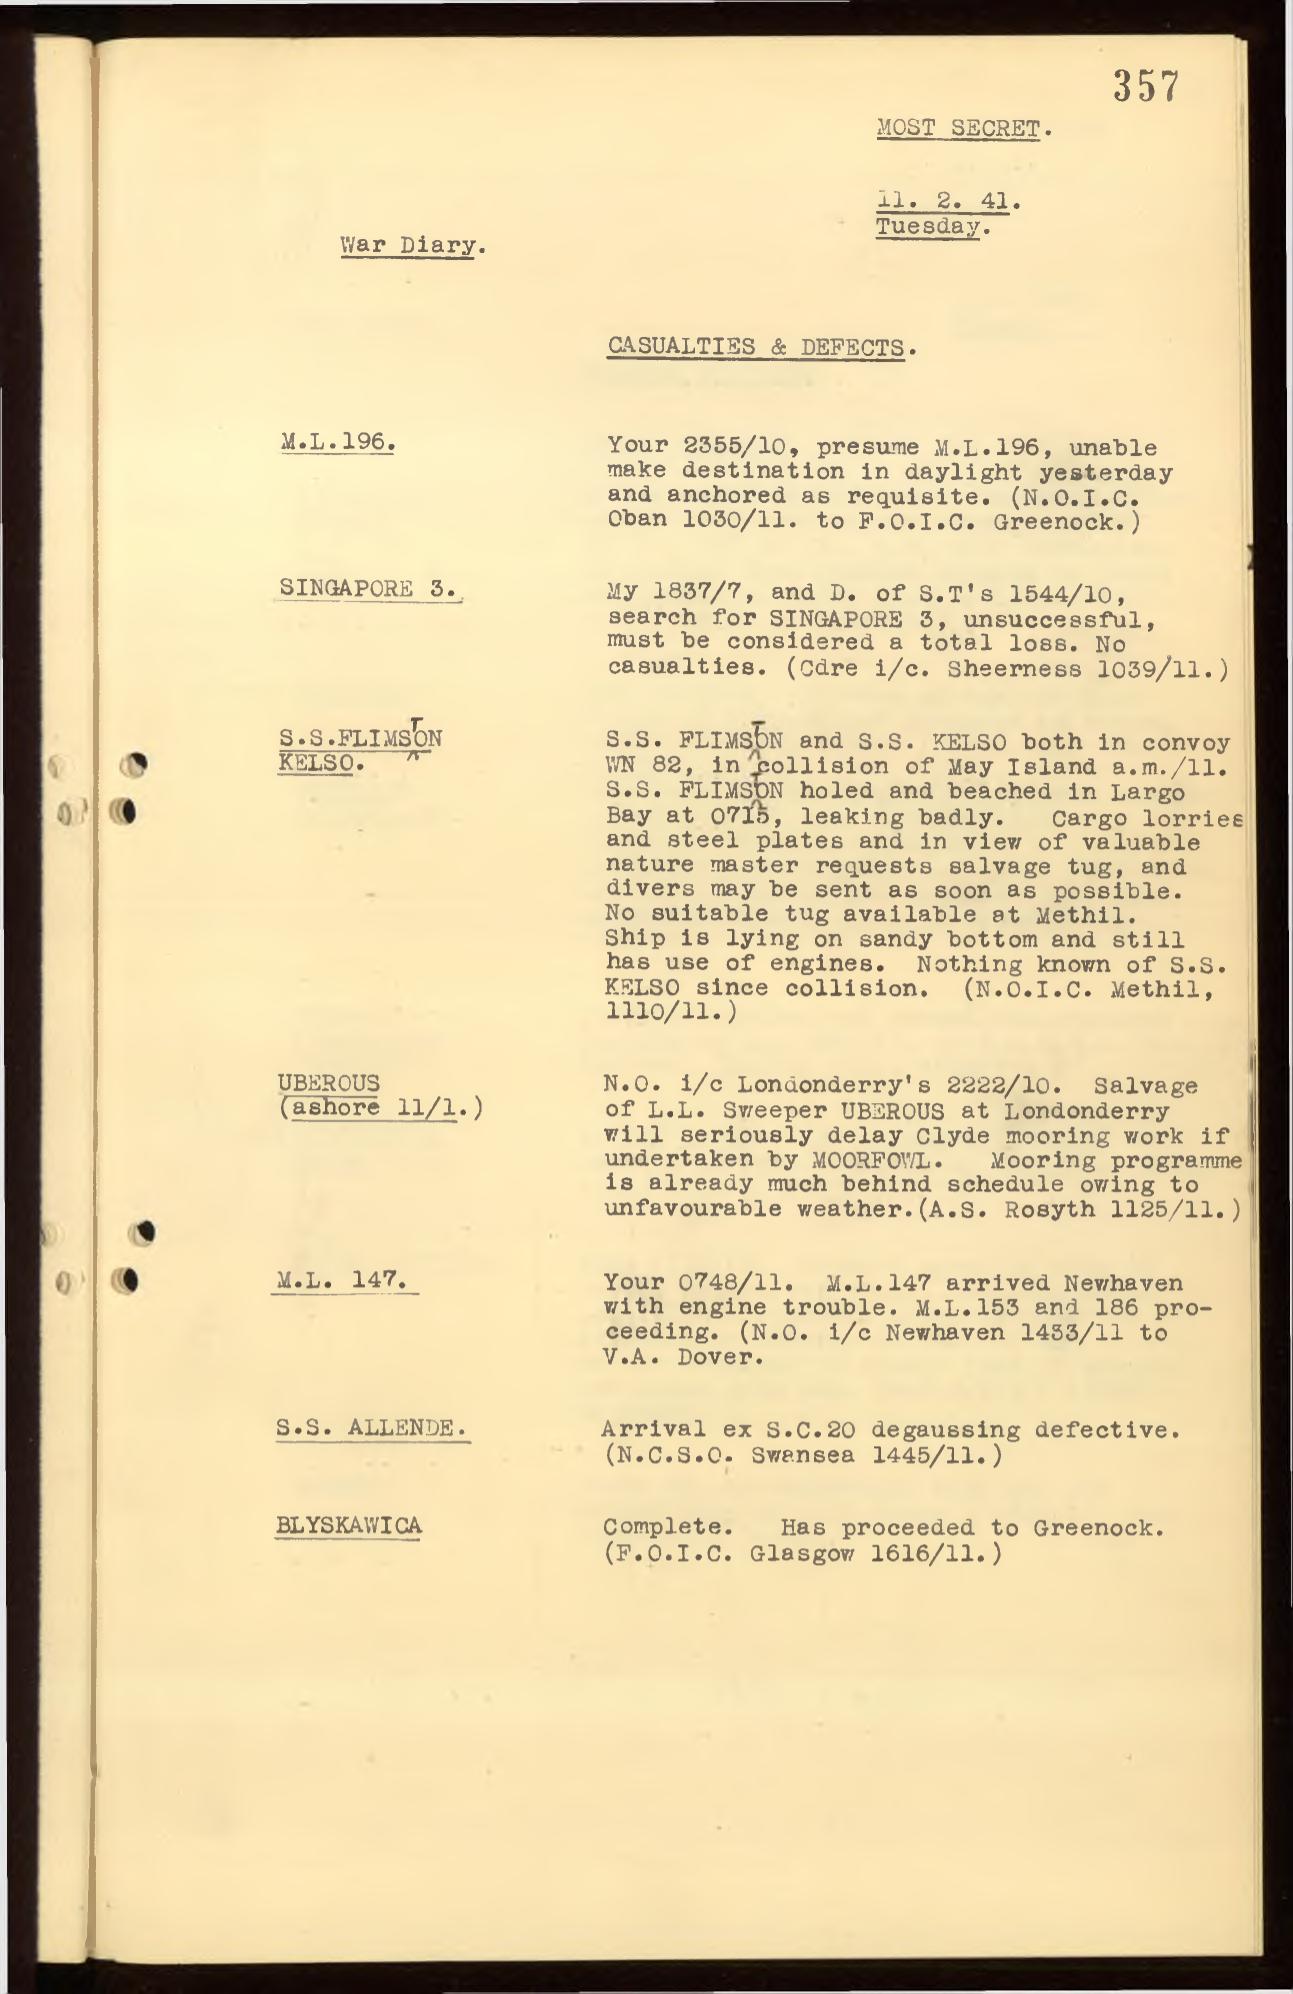 357
MOST SECRET.
11. 2. 41.
Tuesday.
War Diary.
CASUALTIES & DEFECTS.
M.L.196.
Your 2355/10, presume M.L.196, unable
make destination in daylight yesterday
and anchored as requisite. (N.O.I.C.
Oban 1030/11. to F.O.I.C. Greenock.)
SINGAPORE 3.
My 1837/7, and D. of S.T's 1544/10,
search for SINGAPORE 3, unsuccessful,
must be considered a total loss. No
casualties. (Cdre i/c. Sheerness 1039/11.)
S.S.FLIMSTON
KELSO.
S.S. FLIMSTON and S.S. KELSO both in convoy
WN 82, in collision of May Island a.m./11.
S.S. FLIMSTON holed and beached in Largo
Bay at 0715, leaking badly. Cargo lorries
and steel plates and in view of valuable
nature master requests salvage tug, and
divers may be sent as soon as possible.
No suitable tug available at Methil.
Ship is lying on sandy bottom and still
has use of engines. Nothing known of S.S.
KELSO since collision. (N.O.I.C. Methil,
1110/11.)
UBEROUS
(ashore 11/1.)
N.O. i/c Londonderry's 2222/10. Salvage
of L.L. Sweeper UBEROUS at Londonderry
will seriously delay Clyde mooring work if
undertaken by MOORFOWL. Mooring programme
is already much behind schedule owing to
unfavourable weather.(A.S. Rosyth 1125/11.)
M.L. 147.
Your 0748/11. M.L.147 arrived Newhaven
with engine trouble. M.L.153 and 186 pro-
ceeding. (N.O. i/c Newhaven 1433/11 to
V.A. Dover.
S.S. ALLENDE.
Arrival ex S.C.20 degaussing defective.
(N.C.S.O. Swansea 1445/11.)
BLYSKAWICA
Complete. Has proceeded to Greenock.
(F.O.I.C. Glasgow 1616/11.)